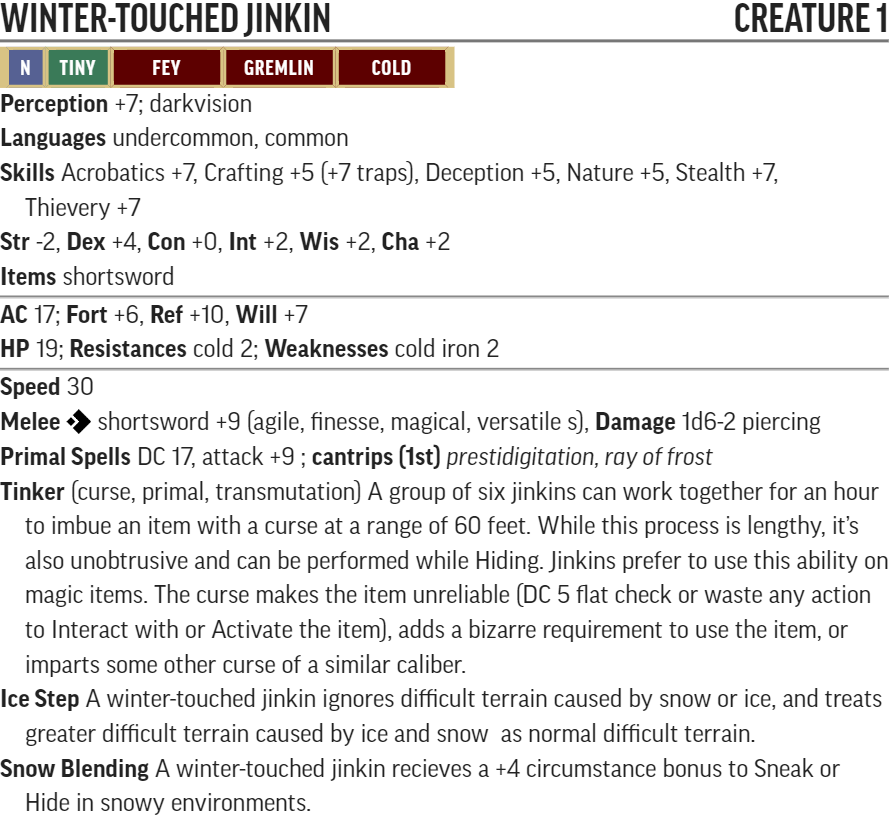 WINTER-TOUCHED JINKIN CREATURE 1
N TINY FEY GREMLIN COLD
Perception +7; darkvision
Languages undercommon, common
Skills Acrobatics +7, Crafting +5 (+7 traps), Deception +5, Nature +5, Stealth +7,
Thievery +7
Str -2, Dex +4, Con +0, Int +2, Wis +2, Cha +2
Items shortsword
AC 17; Fort +6, Ref +10, Will +7
HP 19; Resistances cold 2; Weaknesses cold iron 2
Speed 30
Melee shortsword +9 (agile, finesse, magical, versatile s), Damage 1d6-2 piercing
Primal Spells DC 17, attack +9 ; cantrips (1st) prestidigitation, ray of frost
Tinker (curse, primal, transmutation) A group of six jinkins can work together for an hour
to imbue an item with a curse at a range of 60 feet. While this process is lengthy, it’s
also unobtrusive and can be performed while Hiding. Jinkins prefer to use this ability on
magic items. The curse makes the item unreliable (DC 5 flat check or waste any action
to Interact with or Activate the item), adds a bizarre requirement to use the item, or
imparts some other curse of a similar caliber.
Ice Step A winter-touched jinkin ignores difficult terrain caused by snow or ice, and treats
greater difficult terrain caused by ice and snow  as normal difficult terrain.
Snow Blending A winter-touched jinkin recieves a +4 circumstance bonus to Sneak or
Hide in snowy environments.